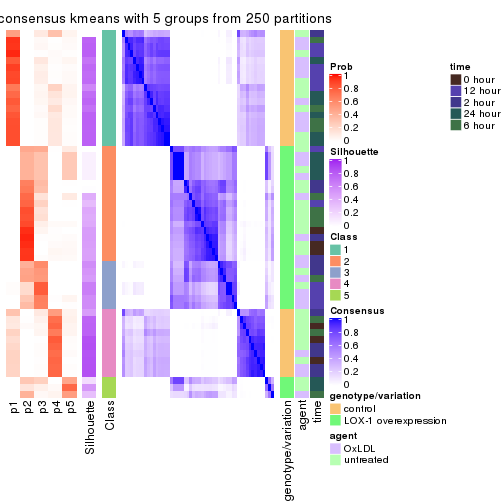 consensus kmeans with 5 groups from 250 partitions
Prob
1
0.8
0.6
0.4
0.2
0
Silhouette
1
0.8
0.6
0.4
0.2
0
Class
1
2
3
4
5
Consensus
1
0.8
0.6
0.4
0.2
0
genotype/variation
control
LOX-1 overexpression
agent
OxLDL
untreated
time
0 hour
12 hour
2 hour
24 hour
6 hour
p1
p2
p3
p4
p5
Silhouette
Class
genotype/variation
agent
time